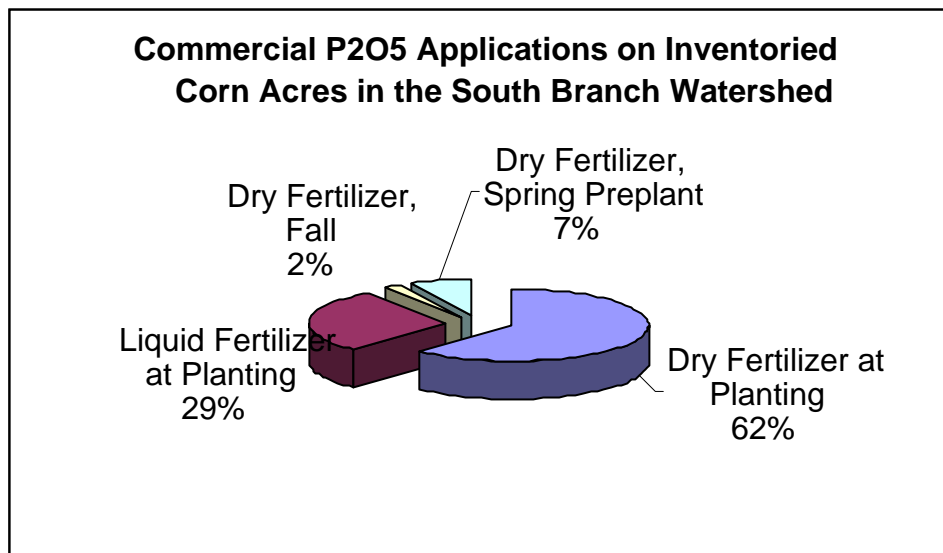 Commercial P2O5 Applications on Inventoried
Corn Acres in the South Branch Watershed
Dry Fertilizer,
Spring Preplant
7%
Dry Fertilizer,
Fall
2%
Liquid Fertilizer
at Planting
29%
Dry Fertilizer at
Planting
62%